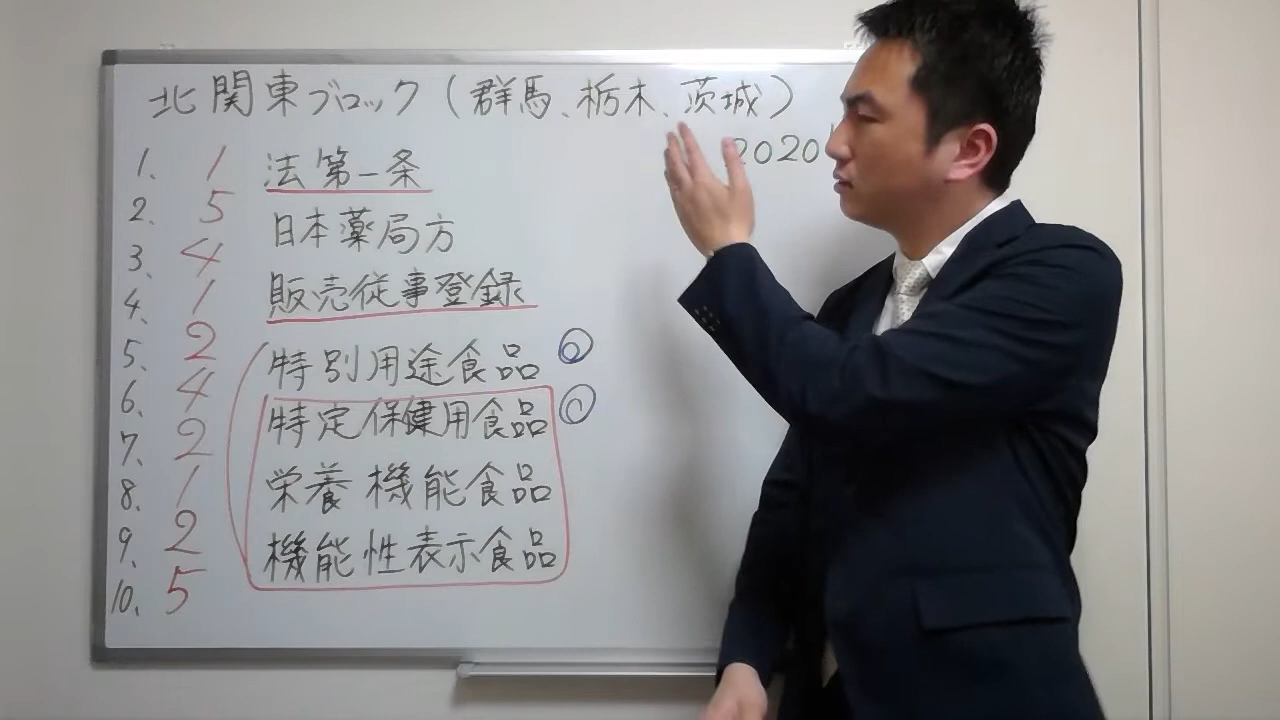 北関東ブロック(群馬、栃木、茨城)
2020
1. 1 法第一条
2. 5 日本薬局方
3. 4
4. 1 販売従事登録
5. 2 特別用途食品 ◎
6. 4 特定保健用食品 ◎
7. 2
8. 1 栄養機能食品
9. 2 機能性表示食品
10. 5